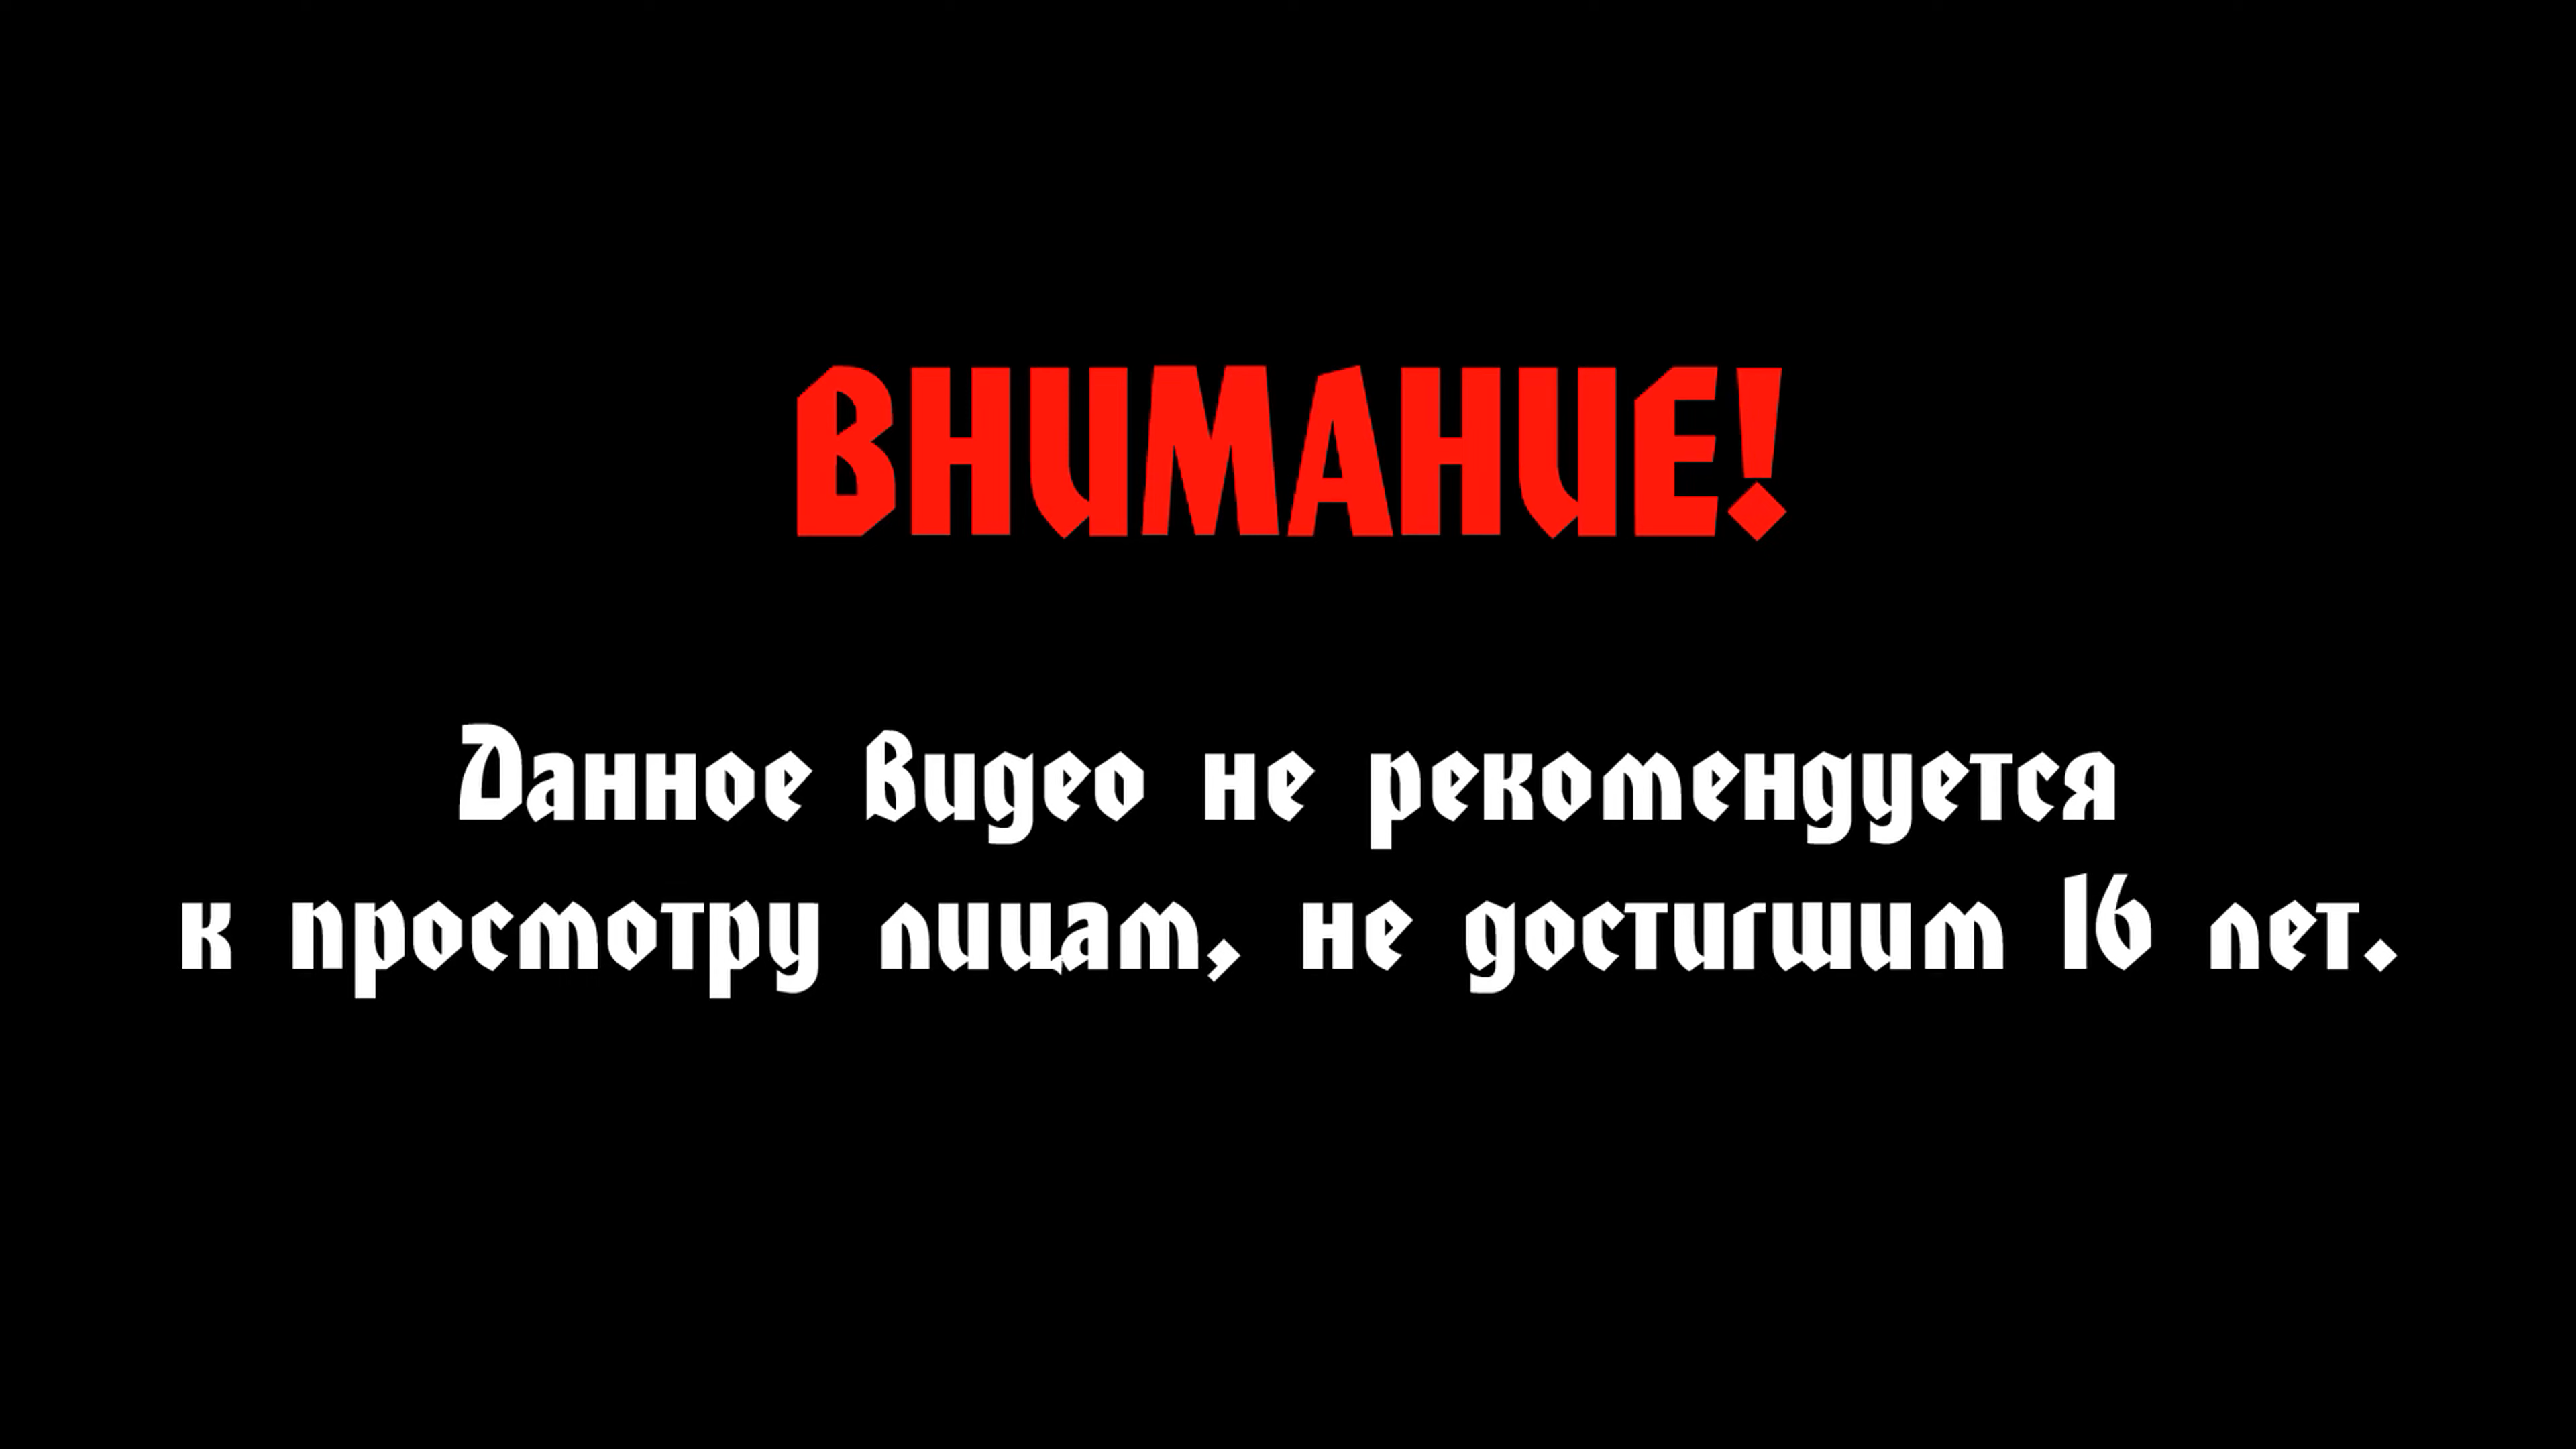 ВНИМАНИЕ!
Данное видео не рекомендуется
к просмотру лицам, не достигшим 16 лет.